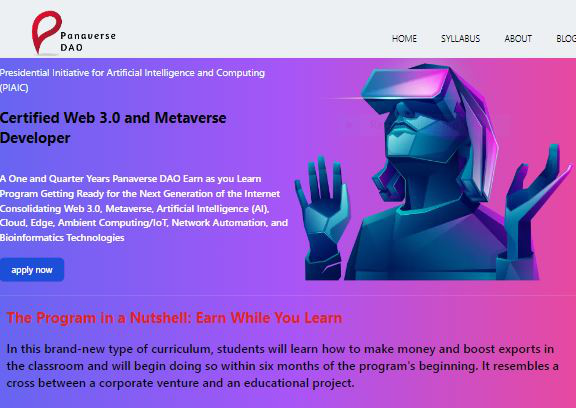 Panaverse
DAO
HOME SYLLABUS ABOUT BLOG
Presidential Initiative for Artificial Intelligence and Computing
(PIAIC)
Certified Web 3.0 and Metaverse
Developer
A One and Quarter Years Panaverse DAO Earn as you Learn
Program Getting Ready for the Next Generation of the Internet
Consolidating Web 3.0, Metaverse, Artificial Intelligence (AI),
Cloud, Edge, Ambient Computing/IoT, Network Automation, and
Bioinformatics Technologies
apply now
The Program in a Nutshell: Earn While You Learn
In this brand-new type of curriculum, students will learn how to make money and boost exports in
the classroom and will begin doing so within six months of the program's beginning. It resembles a
cross between a corporate venture and an educational project.